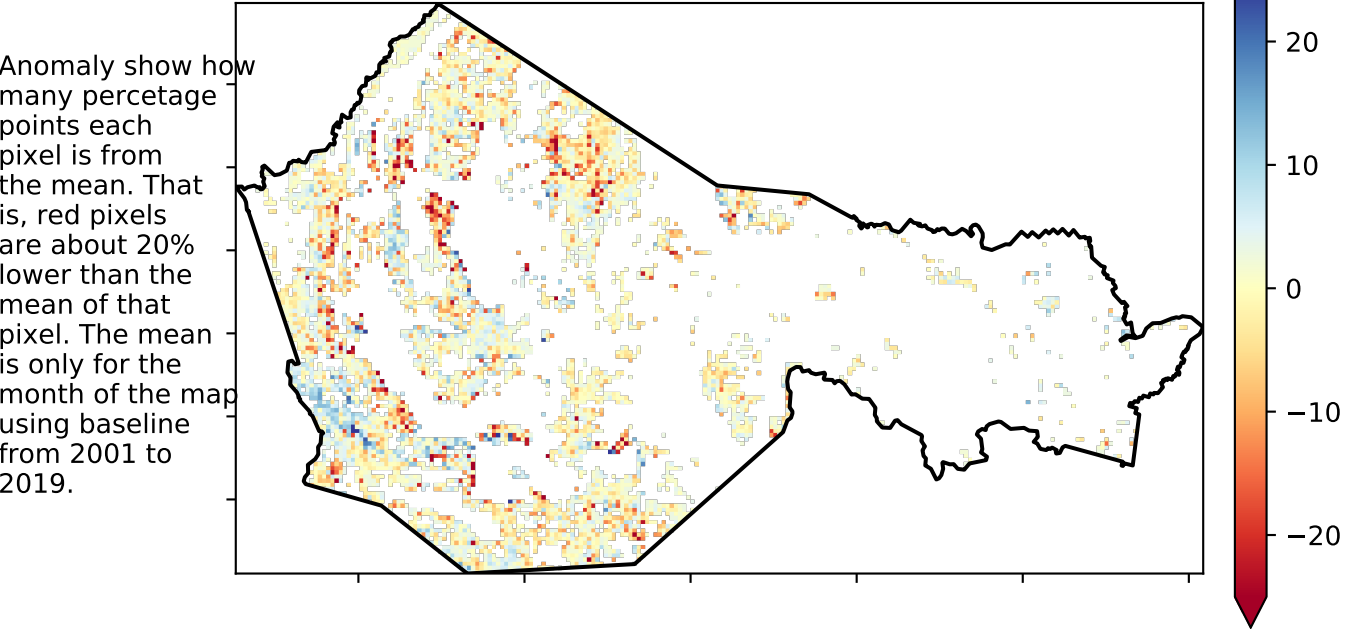 Anomaly show how
many percetage
points each
pixel is from
the mean. That
is, red pixels
are about 20%
lower than the
mean of that
pixel. The mean
is only for the
month of the map
using baseline
from 2001 to
2019.
20
10
0
−10
−20